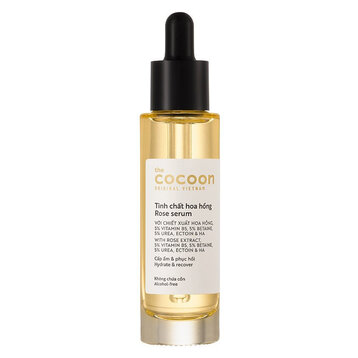 the
cocoon
ORIGINAL VIETNAM
Tinh chất hoa hồng
Rose serum
VỚI CHIẾT XUẤT HOA HỒNG,
5% VITAMIN B5, 5% BETAINE,
5% UREA, ECTOIN & HA
WITH ROSE EXTRACT,
5% VITAMIN B5, 5% BETAINE,
5% UREA, ECTOIN & HA
Cấp ẩm & phục hồi
Hydrate & recover
Không chứa cồn
Alcohol-free